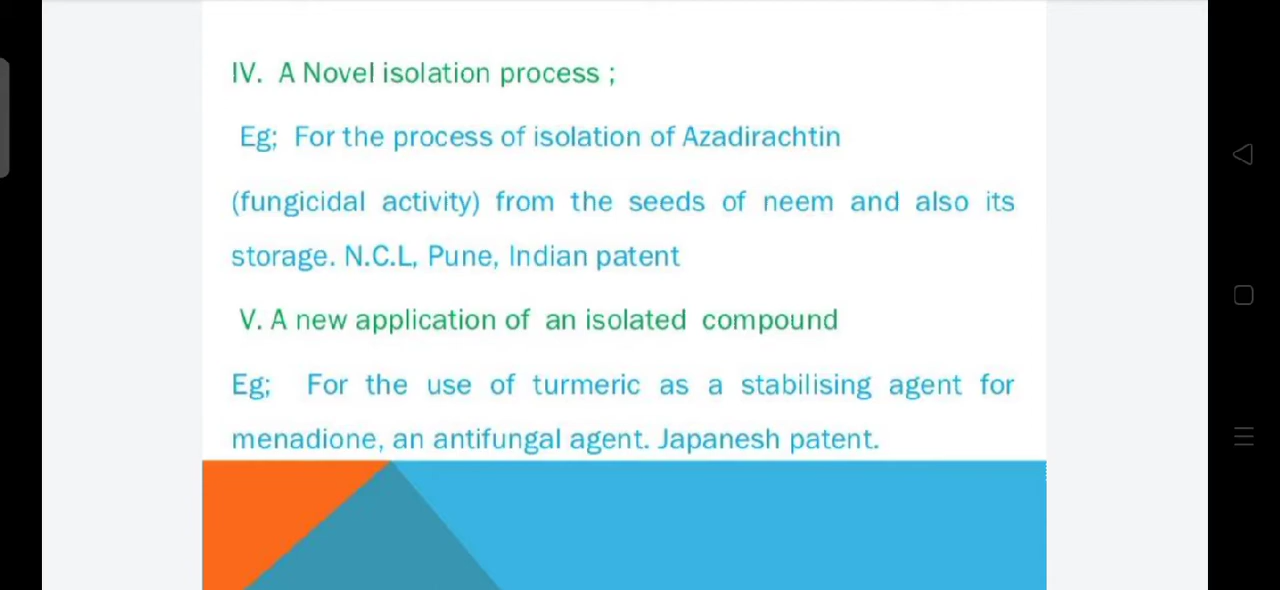 IV. A Novel isolation process ;
Eg; For the process of isolation of Azadirachtin
(fungicidal activity) from the seeds of neem and also its
storage. N.C.L, Pune, Indian patent
V. A new application of an isolated compound
Eg; For the use of turmeric as a stabilising agent for
menadione, an antifungal agent. Japanesh patent.